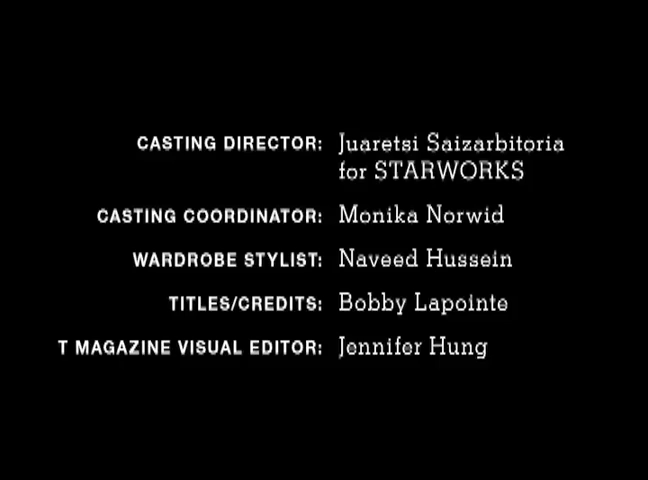 CASTING DIRECTOR: Juaretsi Saizarbitoria
for STARWORKS
CASTING COORDINATOR: Monika Norwid
WARDROBE STYLIST: Naveed Hussein
TITLES/CREDITS: Bobby Lapointe
T MAGAZINE VISUAL EDITOR: Jennifer Hung